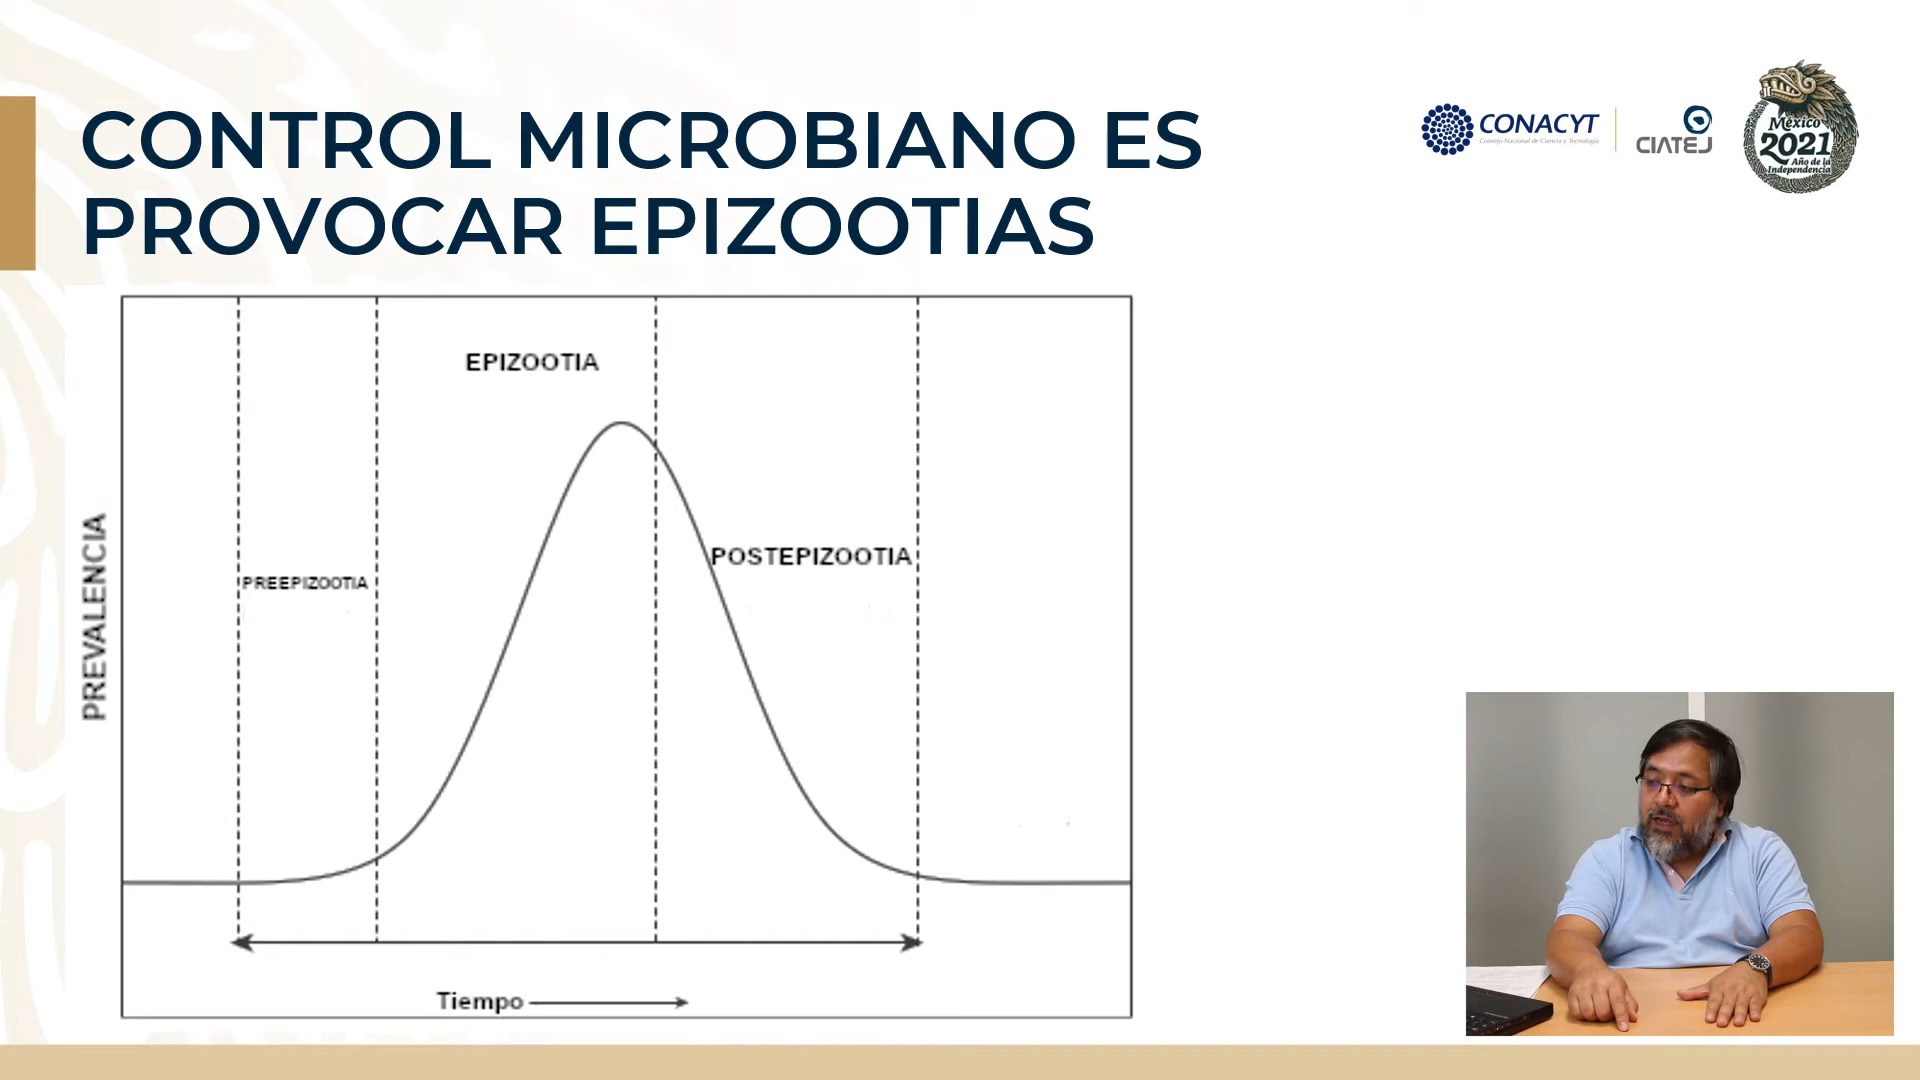 CONTROL MICROBIANO ES
PROVOCAR EPIZOOTIAS
CONACYT
Consejo Nacional de Ciencia y Tecnología
CIATEJ
México
2021
Año de la
Independencia
EPIZOOTIA
POSTEPIZOOTIA
PREEPIZOOTIA
PREVALENCIA
Tiempo